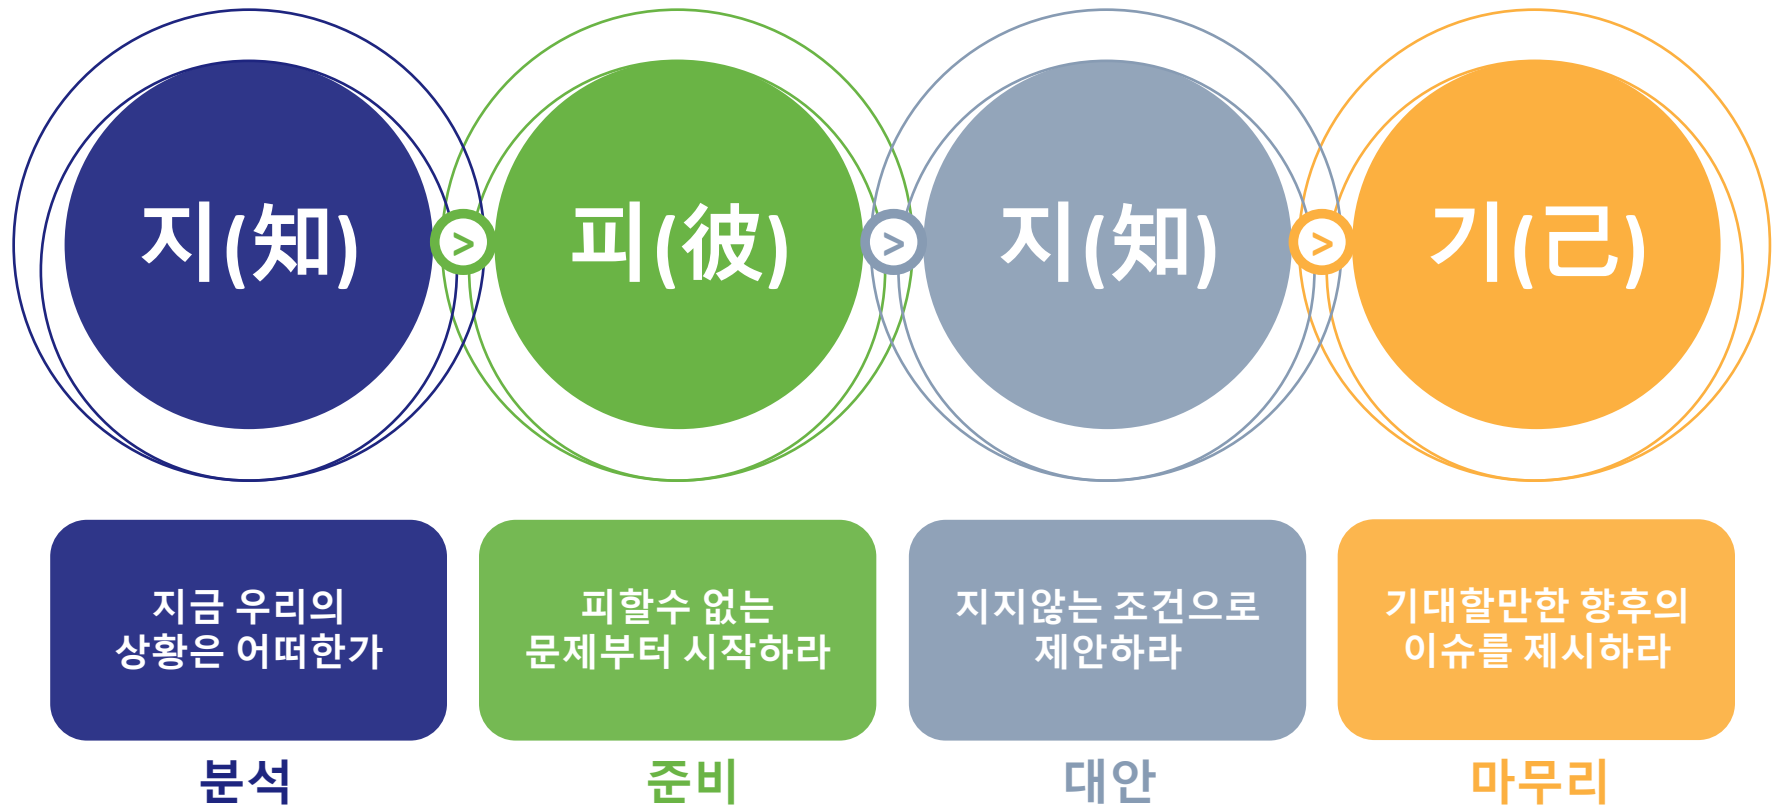 지(知)
>
피(彼)
>
지(知)
>
기(己)
지금 우리의
상황은 어떠한가
피할수 없는
문제부터 시작하라
지지않는 조건으로
제안하라
기대할만한 향후의
이슈를 제시하라
분석
준비
대안
마무리